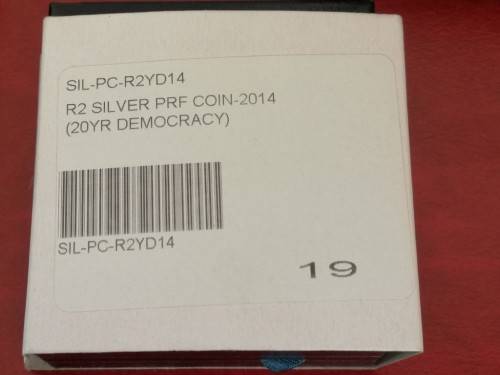 SIL-PC-R2YD14
R2 SILVER PRF COIN-2014
(20YR DEMOCRACY)
SIL-PC-R2YD14
19